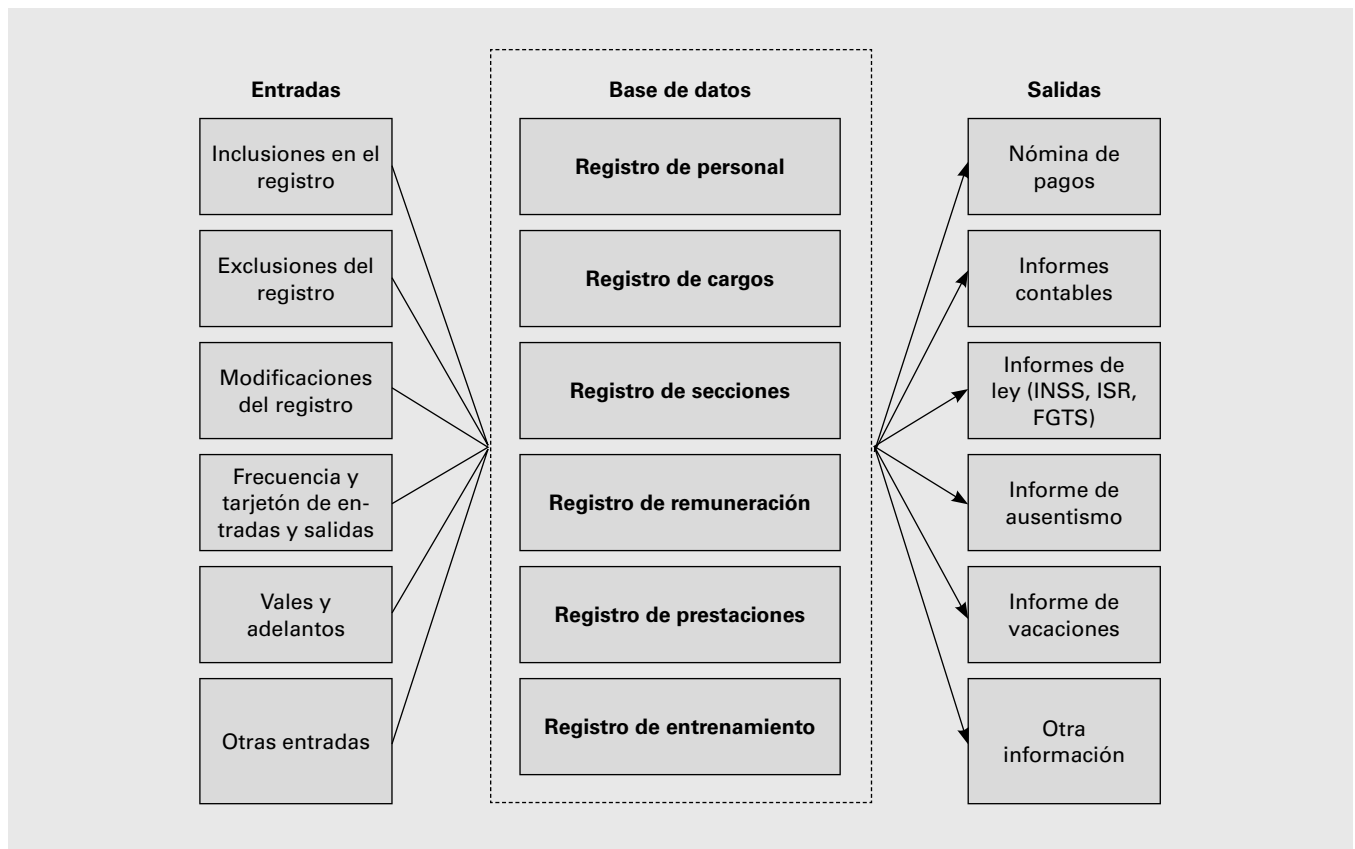 Entradas
Inclusiones en el
registro
Exclusiones del
registro
Modificaciones
del registro
Frecuencia y
tarjetón de en-
tradas y salidas
Vales y
adelantos
Otras entradas
Base de datos
Registro de personal
Registro de cargos
Registro de secciones
Registro de remuneración
Registro de prestaciones
Registro de entrenamiento
Salidas
Nómina de
pagos
Informes
contables
Informes de
ley (INSS, ISR,
FGTS)
Informe de
ausentismo
Informe de
vacaciones
Otra
información